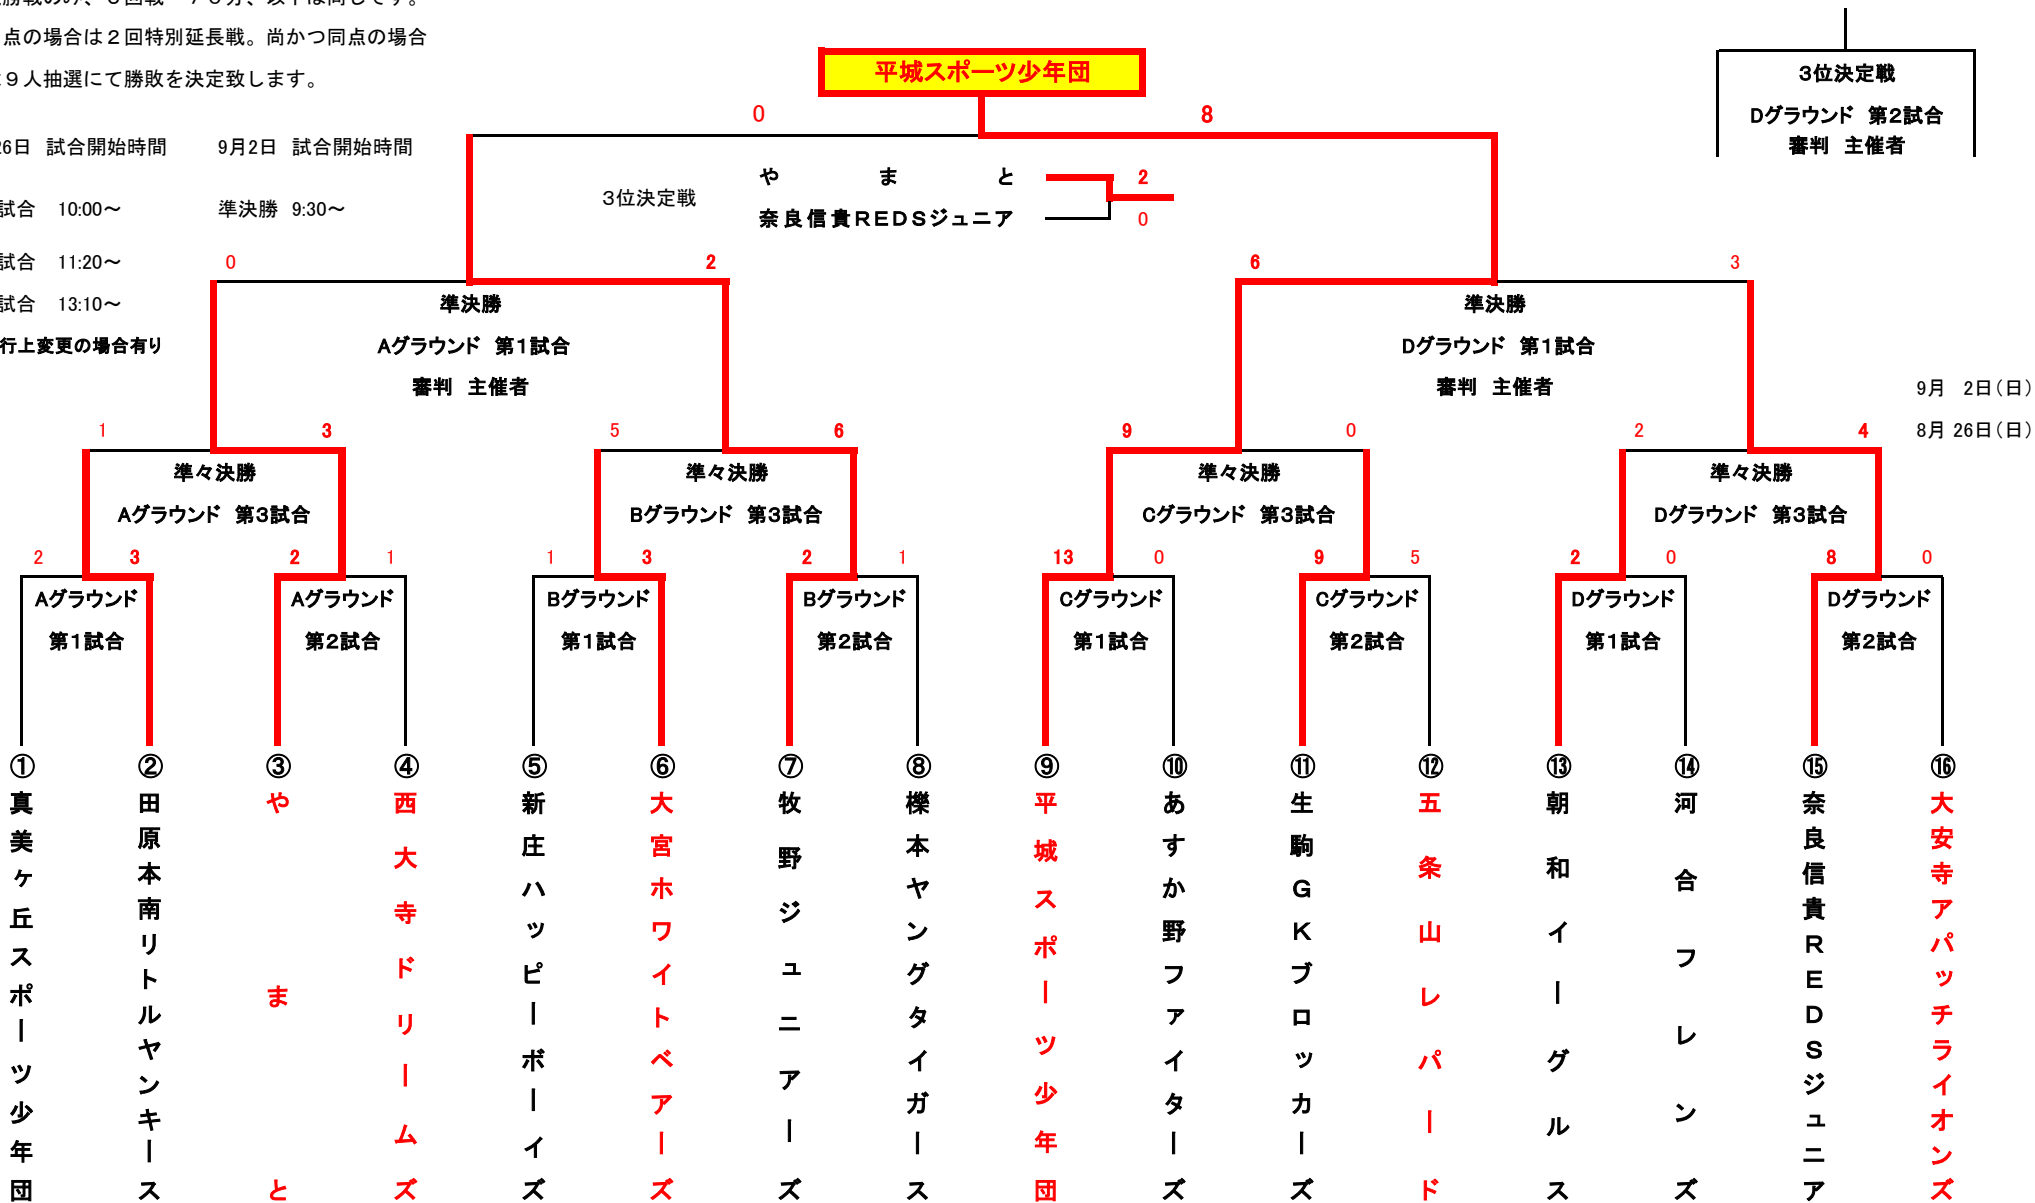 点の場合は２回特別延長戦。尚かつ同点の場合
９人抽選にて勝敗を決定致します。
26日 試合開始時間 9月2日 試合開始時間
試合 10:00～ 準決勝 9:30～
試合 11:20～
試合 13:10～
行上変更の場合有り
平城スポーツ少年団
0 8
３位決定戦
Dグラウンド 第２試合
審判 主催者
３位決定戦
やまと 2
奈良信貴ＲＥＤＳジュニア 0
0 2 6 3
準決勝 準決勝
Aグラウンド 第１試合 Dグラウンド 第１試合
審判 主催者 審判 主催者
9月 2日（日）
8月 26日（日）
1 3 5 6 9 0 2 4
準々決勝 準々決勝 準々決勝 準々決勝
Aグラウンド 第３試合 Bグラウンド 第３試合 Cグラウンド 第３試合 Dグラウンド 第３試合
2 3 2 1 1 3 2 1 13 0 9 5 2 0 8 0
Aグラウンド Aグラウンド Bグラウンド Bグラウンド Cグラウンド Cグラウンド Dグラウンド Dグラウンド
第１試合 第２試合 第１試合 第２試合 第１試合 第２試合 第１試合 第２試合
① 真美ヶ丘スポーツ少年団
② 田原本南リトルヤンキース
③ やまと
④ 西大寺ドリームズ
⑤ 新庄ハッピーボーイズ
⑥ 大宮ホワイトベアーズ
⑦ 牧野ジュニアーズ
⑧ 櫟本ヤングタイガース
⑨ 平城スポーツ少年団
⑩ あすか野ファイターズ
⑪ 生駒ＧＫブロッカーズ
⑫ 五条山レパード
⑬ 朝和イーグルス
⑭ 河合フレンズ
⑮ 奈良信貴ＲＥＤＳジュニア
⑯ 大安寺アパッチライオンズ